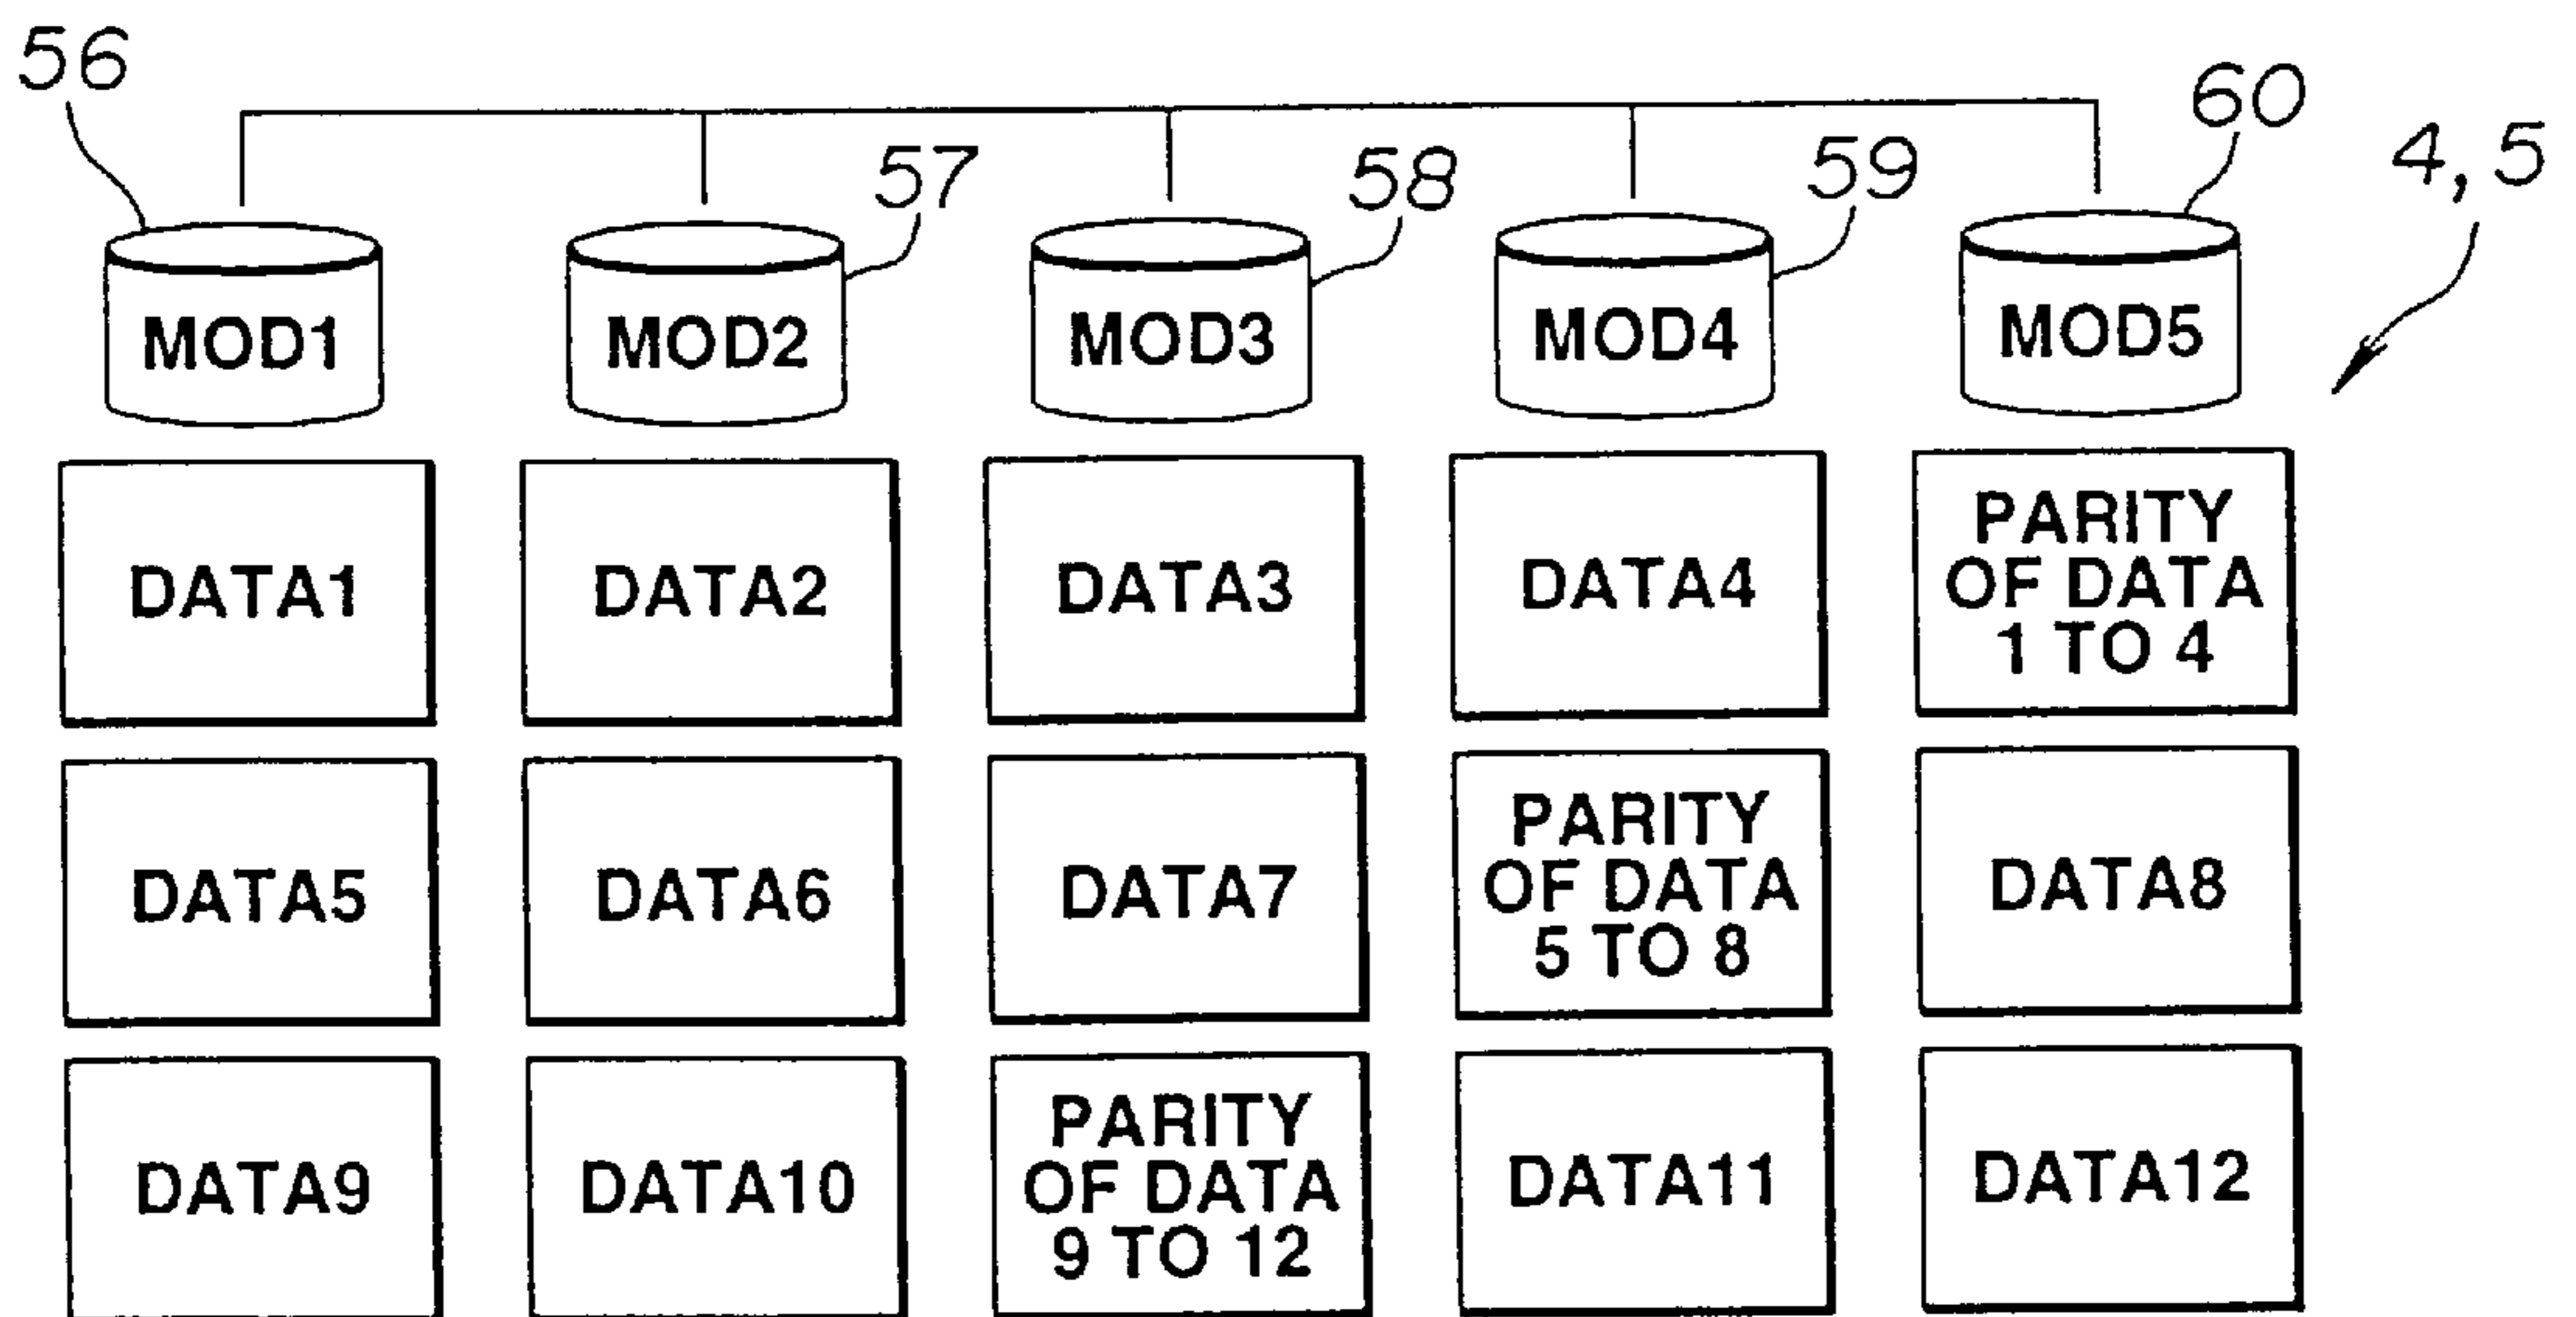 56
57
58
59
60
4,5
MOD1
MOD2
MOD3
MOD4
MOD5
DATA1
DATA2
DATA3
DATA4
PARITY
OF DATA
1 TO 4
DATA5
DATA6
DATA7
PARITY
OF DATA
5 TO 8
DATA8
DATA9
DATA10
PARITY
OF DATA
9 TO 12
DATA11
DATA12